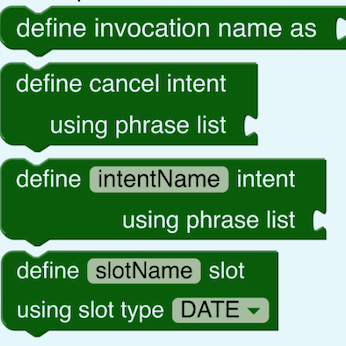 define invocation name as
define cancel intent
using phrase list
define intentName intent
using phrase list
define slotName slot
using slot type DATE